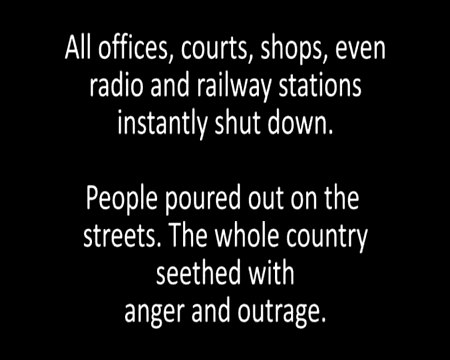 All offices, courts, shops, even
radio and railway stations
instantly shut down.
People poured out on the
streets. The whole country
seethed with
anger and outrage.